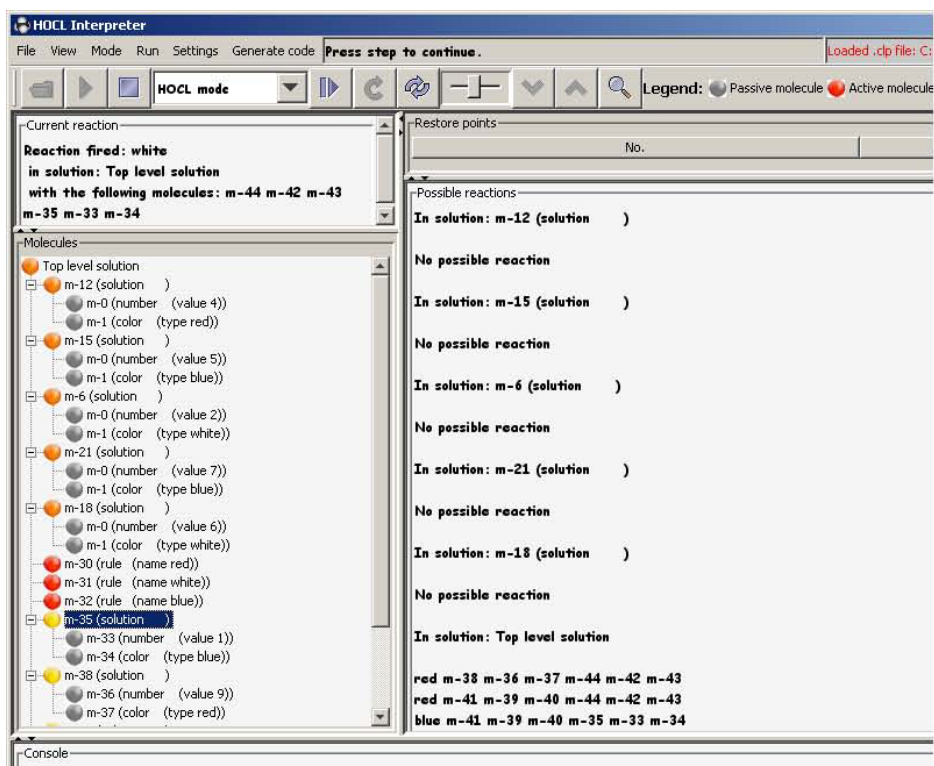 HOCL Interpreter
File View Mode Run Settings Generate code Press step to continue. Loaded .clp file: C:
HOCL mode Legend: Passive molecule Active molecule
Current reaction
Reaction fired: white
in solution: Top level solution
with the following molecules: m-44 m-42 m-43
m-35 m-33 m-34
Molecules
Top level solution
m-12 (solution )
m-0 (number (value 4))
m-1 (color (type red))
m-15 (solution )
m-0 (number (value 5))
m-1 (color (type blue))
m-6 (solution )
m-0 (number (value 2))
m-1 (color (type white))
m-21 (solution )
m-0 (number (value 7))
m-1 (color (type blue))
m-18 (solution )
m-0 (number (value 6))
m-1 (color (type white))
m-30 (rule (name red))
m-31 (rule (name white))
m-32 (rule (name blue))
m-35 (solution )
m-33 (number (value 1))
m-34 (color (type blue))
m-38 (solution )
m-36 (number (value 9))
m-37 (color (type red))
Restore points
No.
Possible reactions
In solution: m-12 (solution )
No possible reaction
In solution: m-15 (solution )
No possible reaction
In solution: m-6 (solution )
No possible reaction
In solution: m-21 (solution )
No possible reaction
In solution: m-18 (solution )
No possible reaction
In solution: Top level solution
red m-38 m-36 m-37 m-44 m-42 m-43
red m-41 m-39 m-40 m-44 m-42 m-43
blue m-41 m-39 m-40 m-35 m-33 m-34
Console